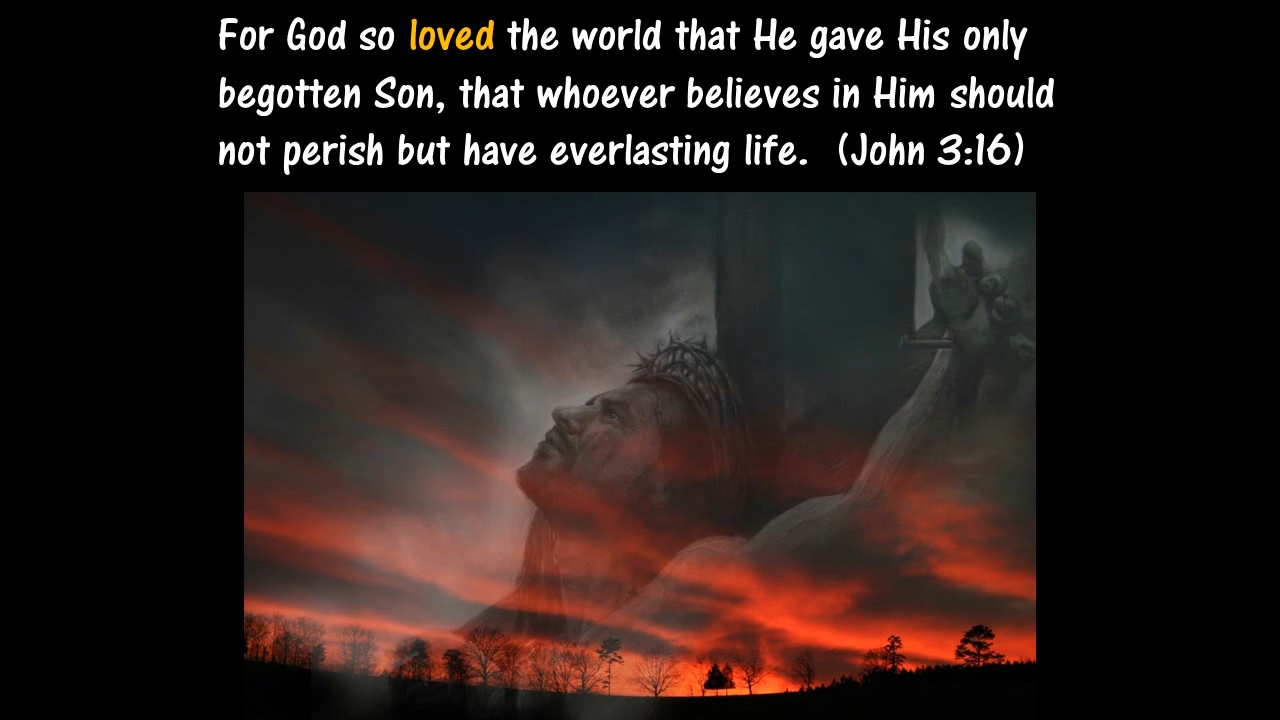 For God so loved the world that He gave His only
begotten Son, that whoever believes in Him should
not perish but have everlasting life.  (John 3:16)